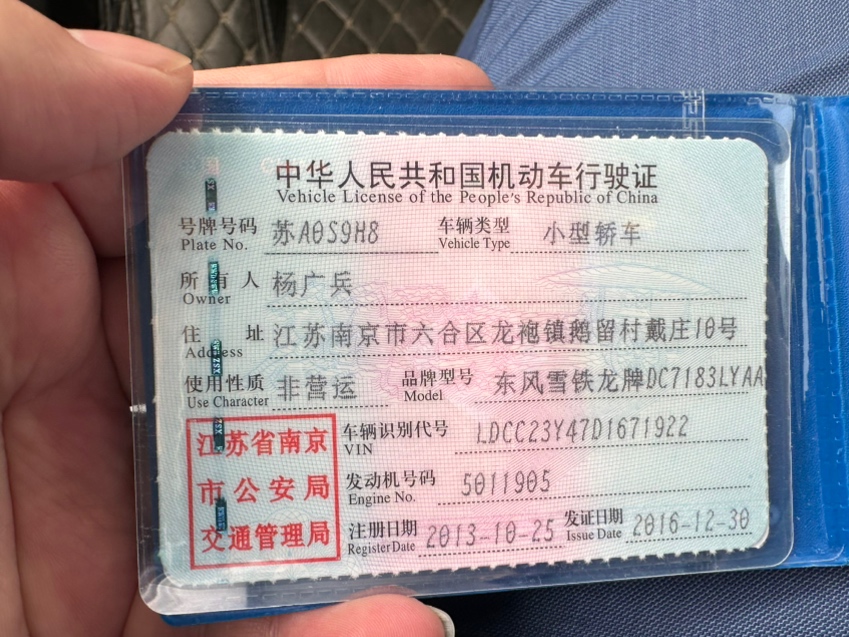 中华人民共和国机动车行驶证
Vehicle License of the People's Republic of China
号牌号码 苏A0S9H8 车辆类型 小型轿车
Plate No. Vehicle Type
所有人 杨广兵
Owner
住址 江苏南京市六合区龙袍镇鹅留村戴庄10号
Address
使用性质 非营运 品牌型号 东风雪铁龙牌DC7183LYAA
Use Character Model
江苏省南京
市公安局
交通管理局
车辆识别代号 LDCC23Y47D1671922
VIN
发动机号码 5011905
Engine No.
注册日期 2013-10-25 发证日期 2016-12-30
Register Date Issue Date